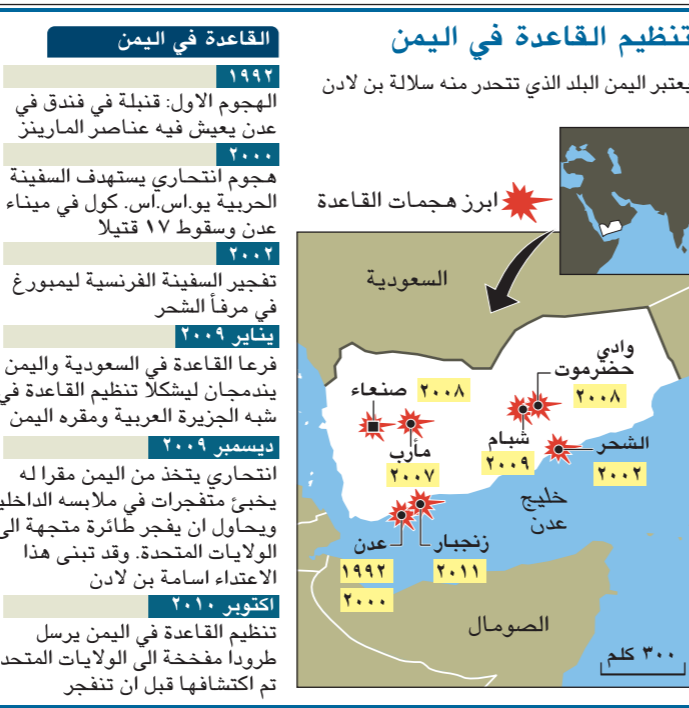 تنظيم القاعدة في اليمن
يعتبر اليمن البلد الذي تتحدر منه سلالة بن لادن
ابرز هجمات القاعدة
السعودية
وادي
حضرموت
٢٠٠٨
صنعاء
٢٠٠٨
مأرب
٢٠٠٧
شبام
٢٠٠٩
الشحر
٢٠٠٢
خليج
عدن
زنجبار
٢٠١١
عدن
١٩٩٢
٢٠٠٠
الصومال
٣٠٠ كلم
القاعدة في اليمن
١٩٩٢
الهجوم الاول: قنبلة في فندق في
عدن يعيش فيه عناصر المارينز
٢٠٠٠
هجوم انتحاري يستهدف السفينة
الحربية يو.اس.اس. كول في ميناء
عدن وسقوط ١٧ قتيلا
٢٠٠٢
تفجير السفينة الفرنسية ليمبورغ
في مرفأ الشحر
يناير ٢٠٠٩
فرعا القاعدة في السعودية واليمن
يندمجان ليشكلا تنظيم القاعدة في
شبه الجزيرة العربية ومقره اليمن
ديسمبر ٢٠٠٩
انتحاري يتخذ من اليمن مقرا له
يخبئ متفجرات في ملابسه الداخلي
ويحاول ان يفجر طائرة متجهة الى
الولايات المتحدة. وقد تبنى هذا
الاعتداء اسامة بن لادن
اكتوبر ٢٠١٠
تنظيم القاعدة في اليمن يرسل
طرودا مفخخة الى الولايات المتحد
تم اكتشافها قبل ان تنفجر